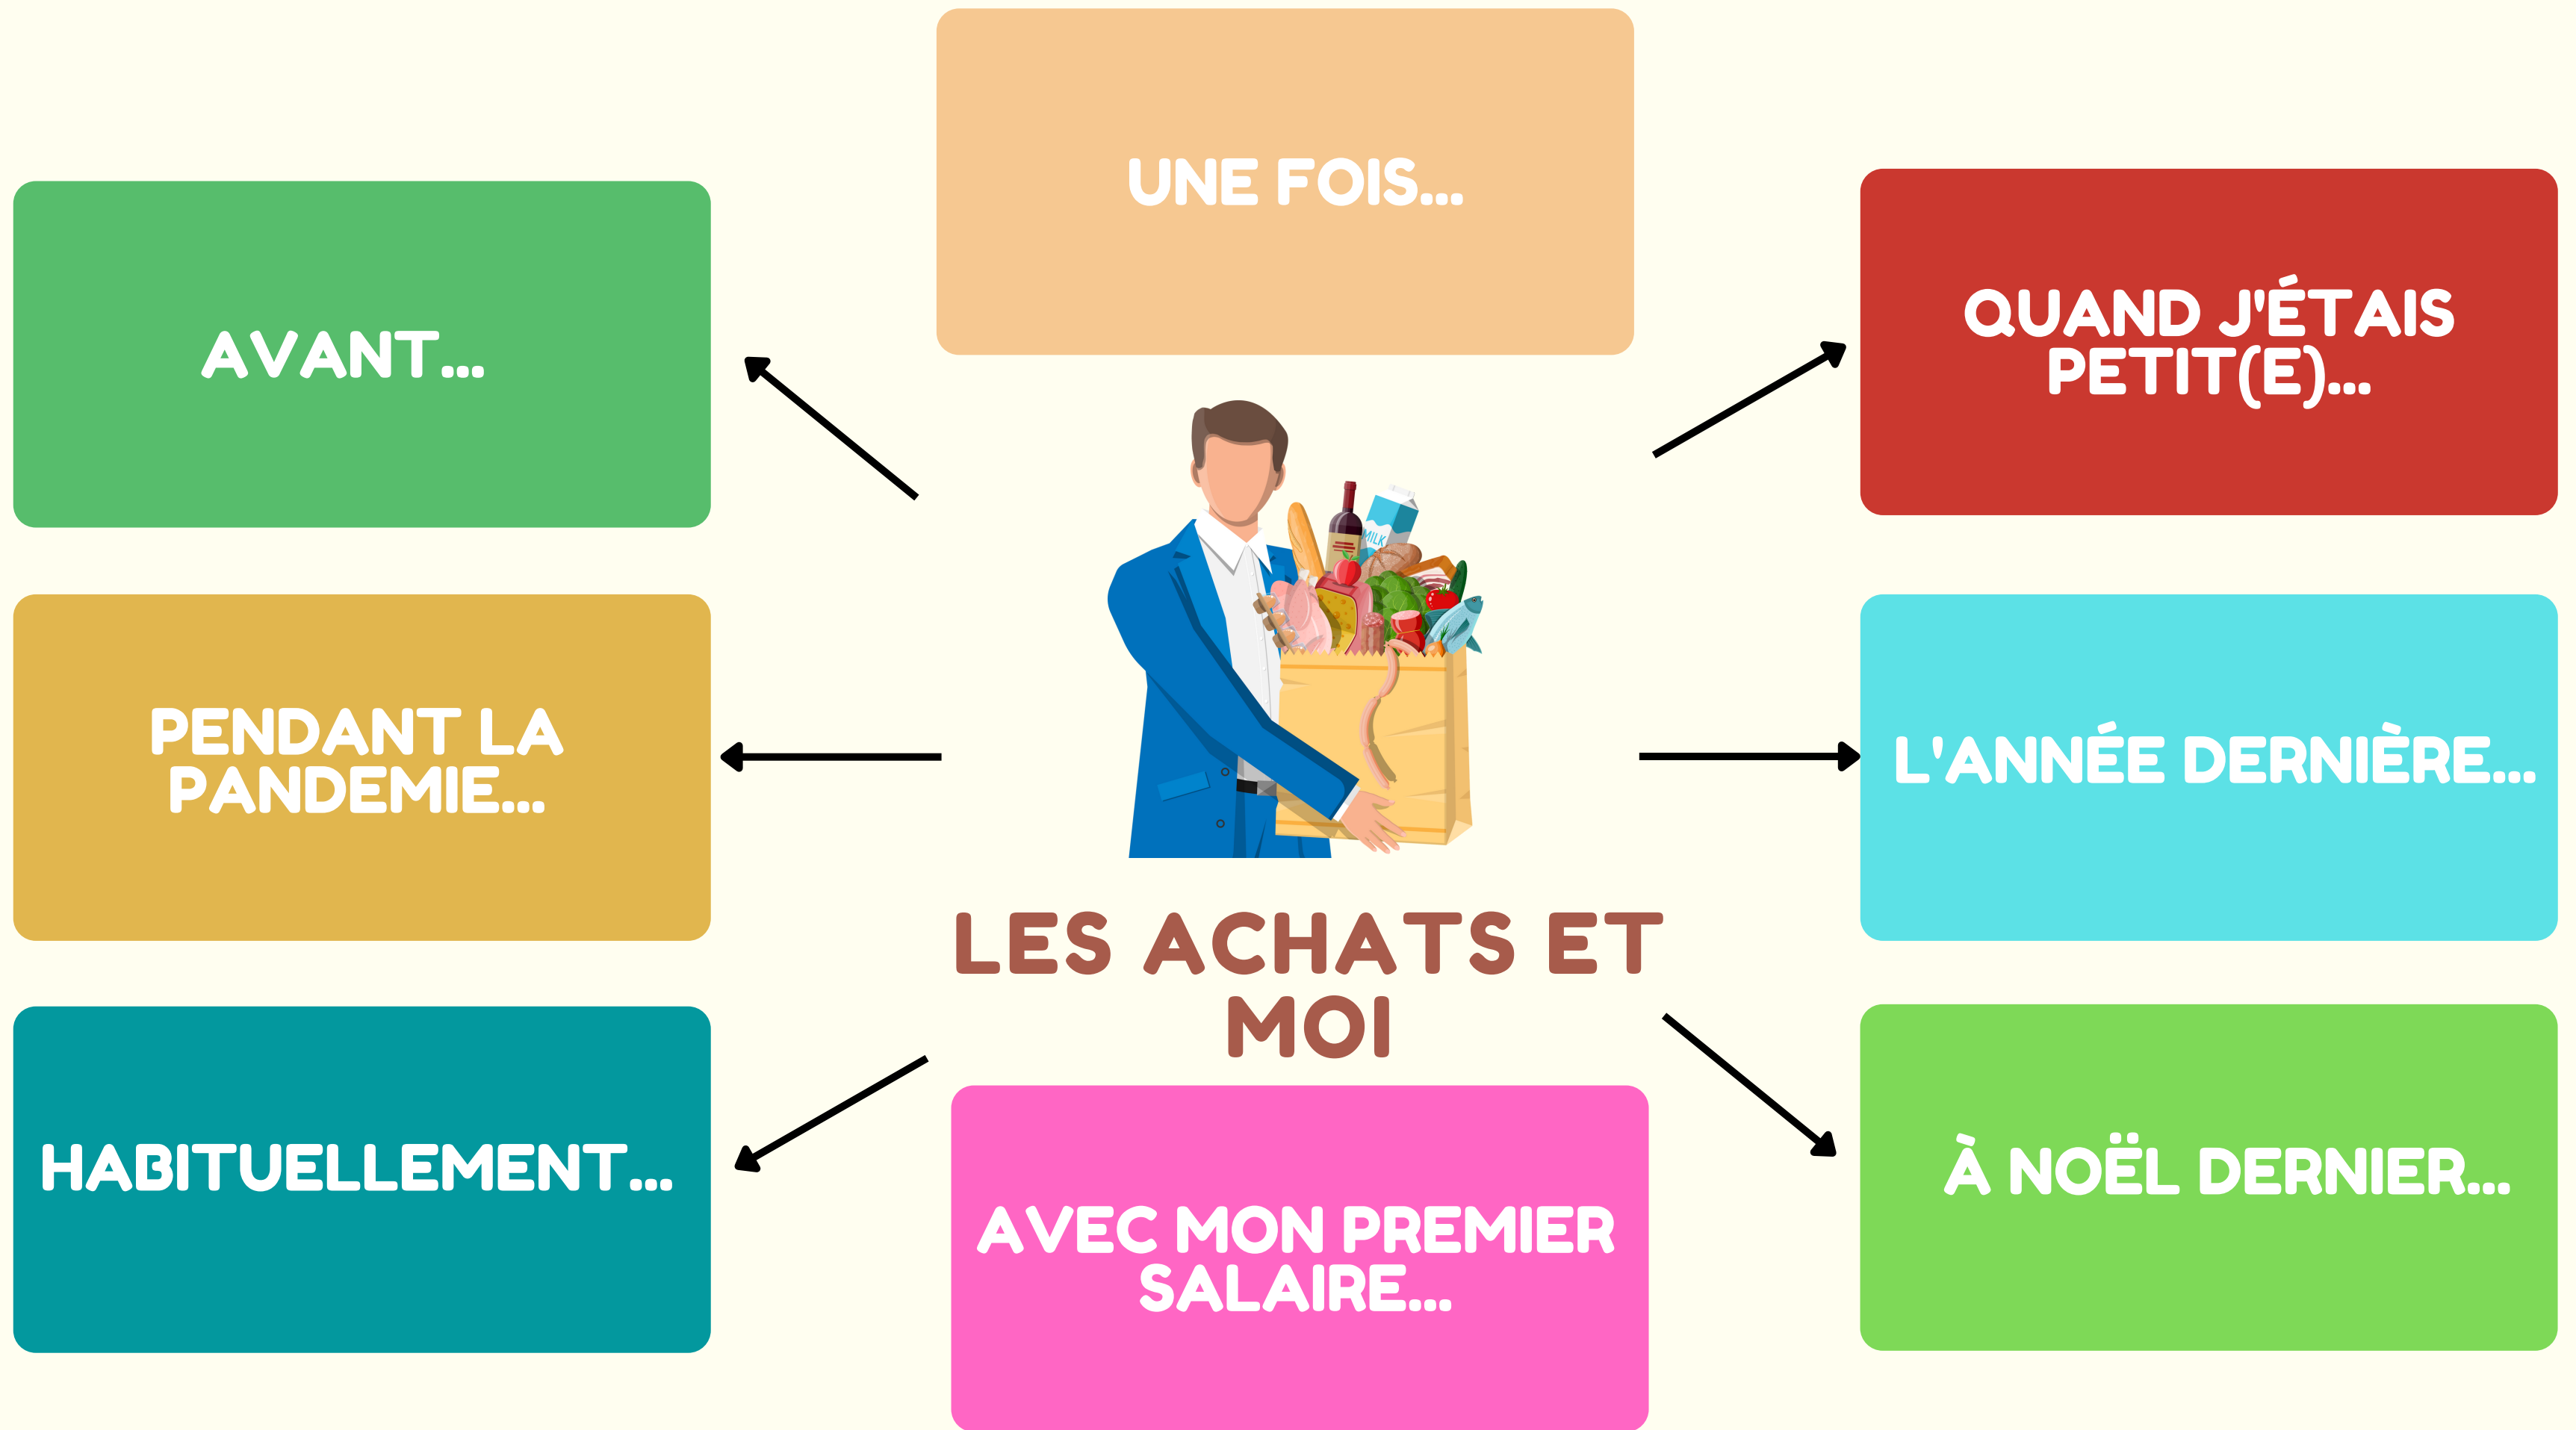 UNE FOIS...
AVANT...
QUAND J'ÉTAIS
PETIT(E)...
MILK
PENDANT LA
PANDEMIE...
L'ANNÉE DERNIÈRE...
LES ACHATS ET
MOI
HABITUELLEMENT...
À NOËL DERNIER...
AVEC MON PREMIER
SALAIRE...